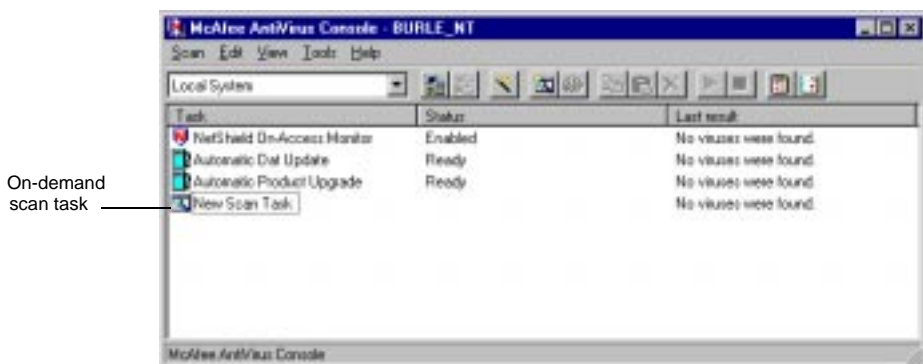 McAfee AntiVirus Console - BURLE_NT
Scan Edit View Tools Help
Local System
Task Status Last result
NetShield On-Access Monitor Enabled No viruses were found.
Automatic Dat Update Ready No viruses were found.
Automatic Product Upgrade Ready No viruses were found.
On-demand
scan task
New Scan Task No viruses were found.
McAfee AntiVirus Console